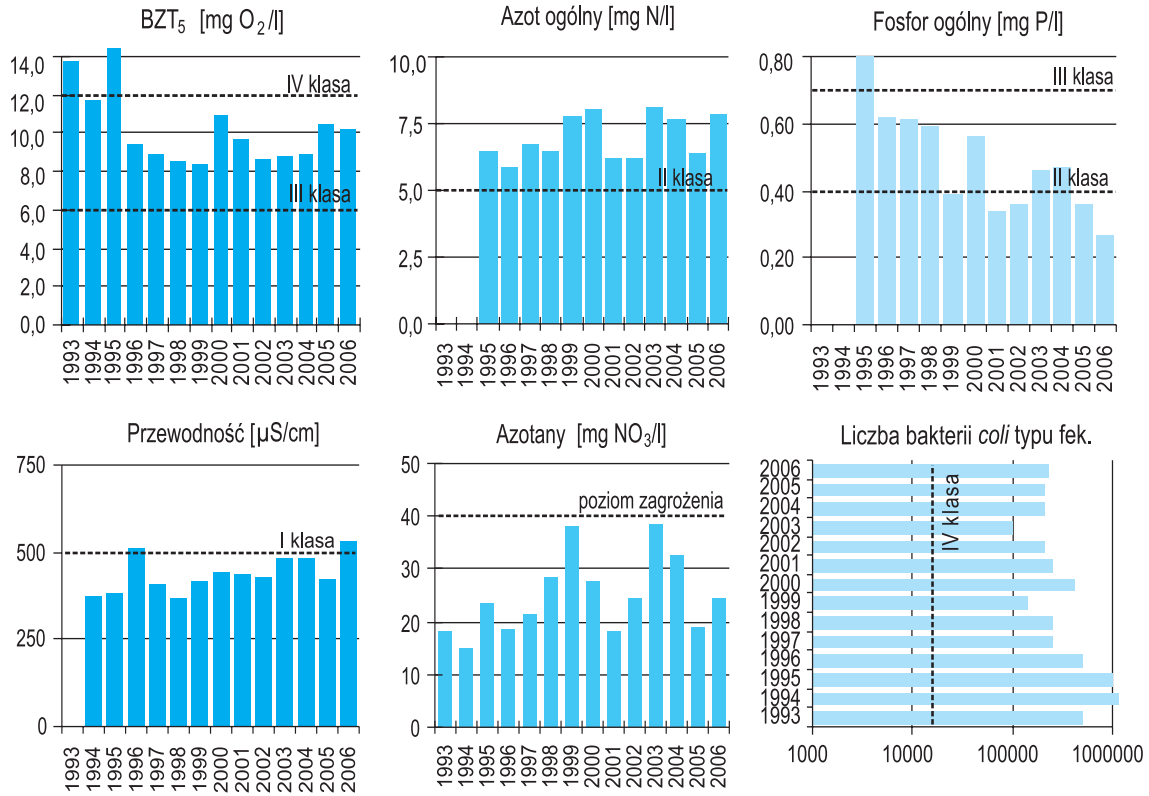 BZT5 [mg O2/l]
14,0
12,0
10,0
8,0
6,0
4,0
2,0
0,0
IV klasa
III klasa
1993 1994 1995 1996 1997 1998 1999 2000 2001 2002 2003 2004 2005 2006
Azot ogólny [mg N/l]
10,0
7,5
5,0
2,5
0,0
II klasa
1993 1994 1995 1996 1997 1998 1999 2000 2001 2002 2003 2004 2005 2006
Fosfor ogólny [mg P/l]
0,80
0,60
0,40
0,20
0,00
III klasa
II klasa
1993 1994 1995 1996 1997 1998 1999 2000 2001 2002 2003 2004 2005 2006
Przewodność [µS/cm]
750
500
250
0
I klasa
1993 1994 1995 1996 1997 1998 1999 2000 2001 2002 2003 2004 2005 2006
Azotany [mg NO3/l]
50
40
30
20
10
0
poziom zagrożenia
1993 1994 1995 1996 1997 1998 1999 2000 2001 2002 2003 2004 2005 2006
Liczba bakterii coli typu fek.
2006
2005
2004
2003
2002
2001
2000
1999
1998
1997
1996
1995
1994
1993
IV klasa
1000 10000 100000 1000000